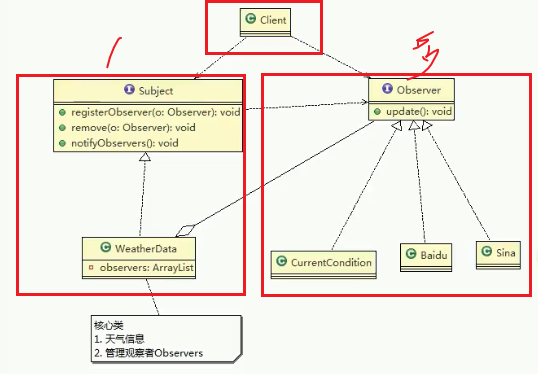 C Client
1
多
I Subject
registerObserver(o: Observer): void
remove(o: Observer): void
notifyObservers(): void
I Observer
update(): void
C WeatherData
observers: ArrayList
C CurrentCondition
C Baidu
C Sina
核心类
1. 天气信息
2. 管理观察者Observers